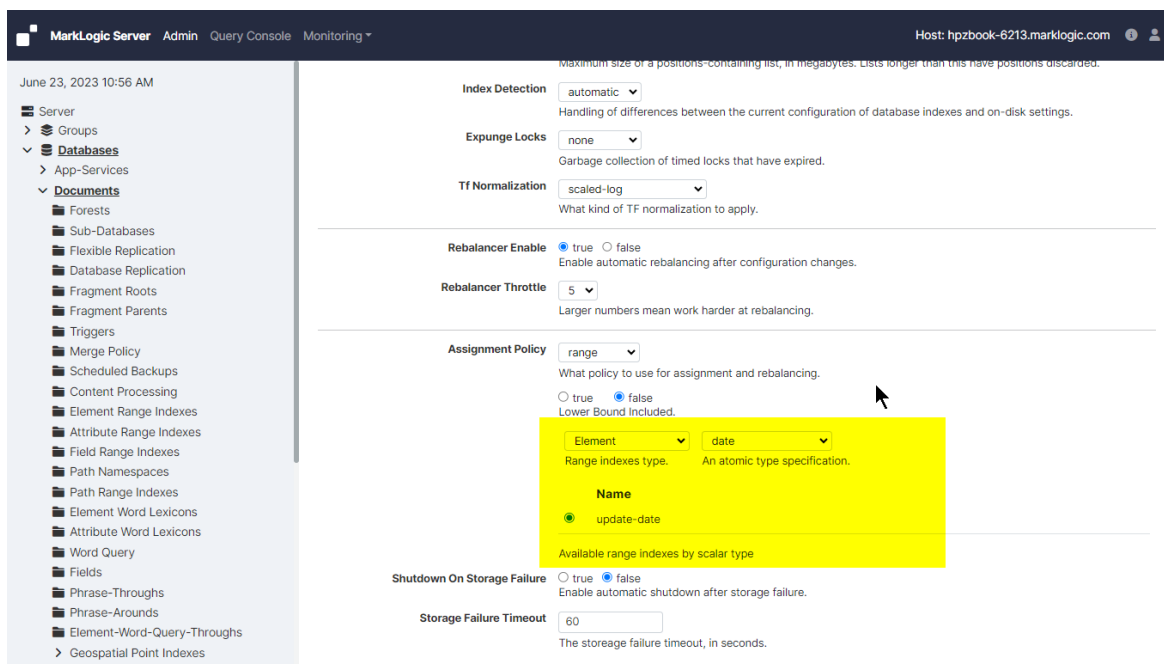 MarkLogic Server Admin Query Console Monitoring
Host: hpzbook-6213.marklogic.com
June 23, 2023 10:56 AM
Server
Groups
Databases
App-Services
Documents
Forests
Sub-Databases
Flexible Replication
Database Replication
Fragment Roots
Fragment Parents
Triggers
Merge Policy
Scheduled Backups
Content Processing
Element Range Indexes
Attribute Range Indexes
Field Range Indexes
Path Namespaces
Path Range Indexes
Element Word Lexicons
Attribute Word Lexicons
Word Query
Fields
Phrase-Throughs
Phrase-Arounds
Element-Word-Query-Throughs
Geospatial Point Indexes
Maximum size of a positions-containing list, in megabytes. Lists longer than this have positions discarded.
Index Detection automatic
Handling of differences between the current configuration of database indexes and on-disk settings.
Expunge Locks none
Garbage collection of timed locks that have expired.
Tf Normalization scaled-log
What kind of TF normalization to apply.
Rebalancer Enable true false
Enable automatic rebalancing after configuration changes.
Rebalancer Throttle 5
Larger numbers mean work harder at rebalancing.
Assignment Policy range
What policy to use for assignment and rebalancing.
true false
Lower Bound Included.
Element date
Range indexes type. An atomic type specification.
Name
update-date
Available range indexes by scalar type
Shutdown On Storage Failure true false
Enable automatic shutdown after storage failure.
Storage Failure Timeout 60
The storeage failure timeout, in seconds.